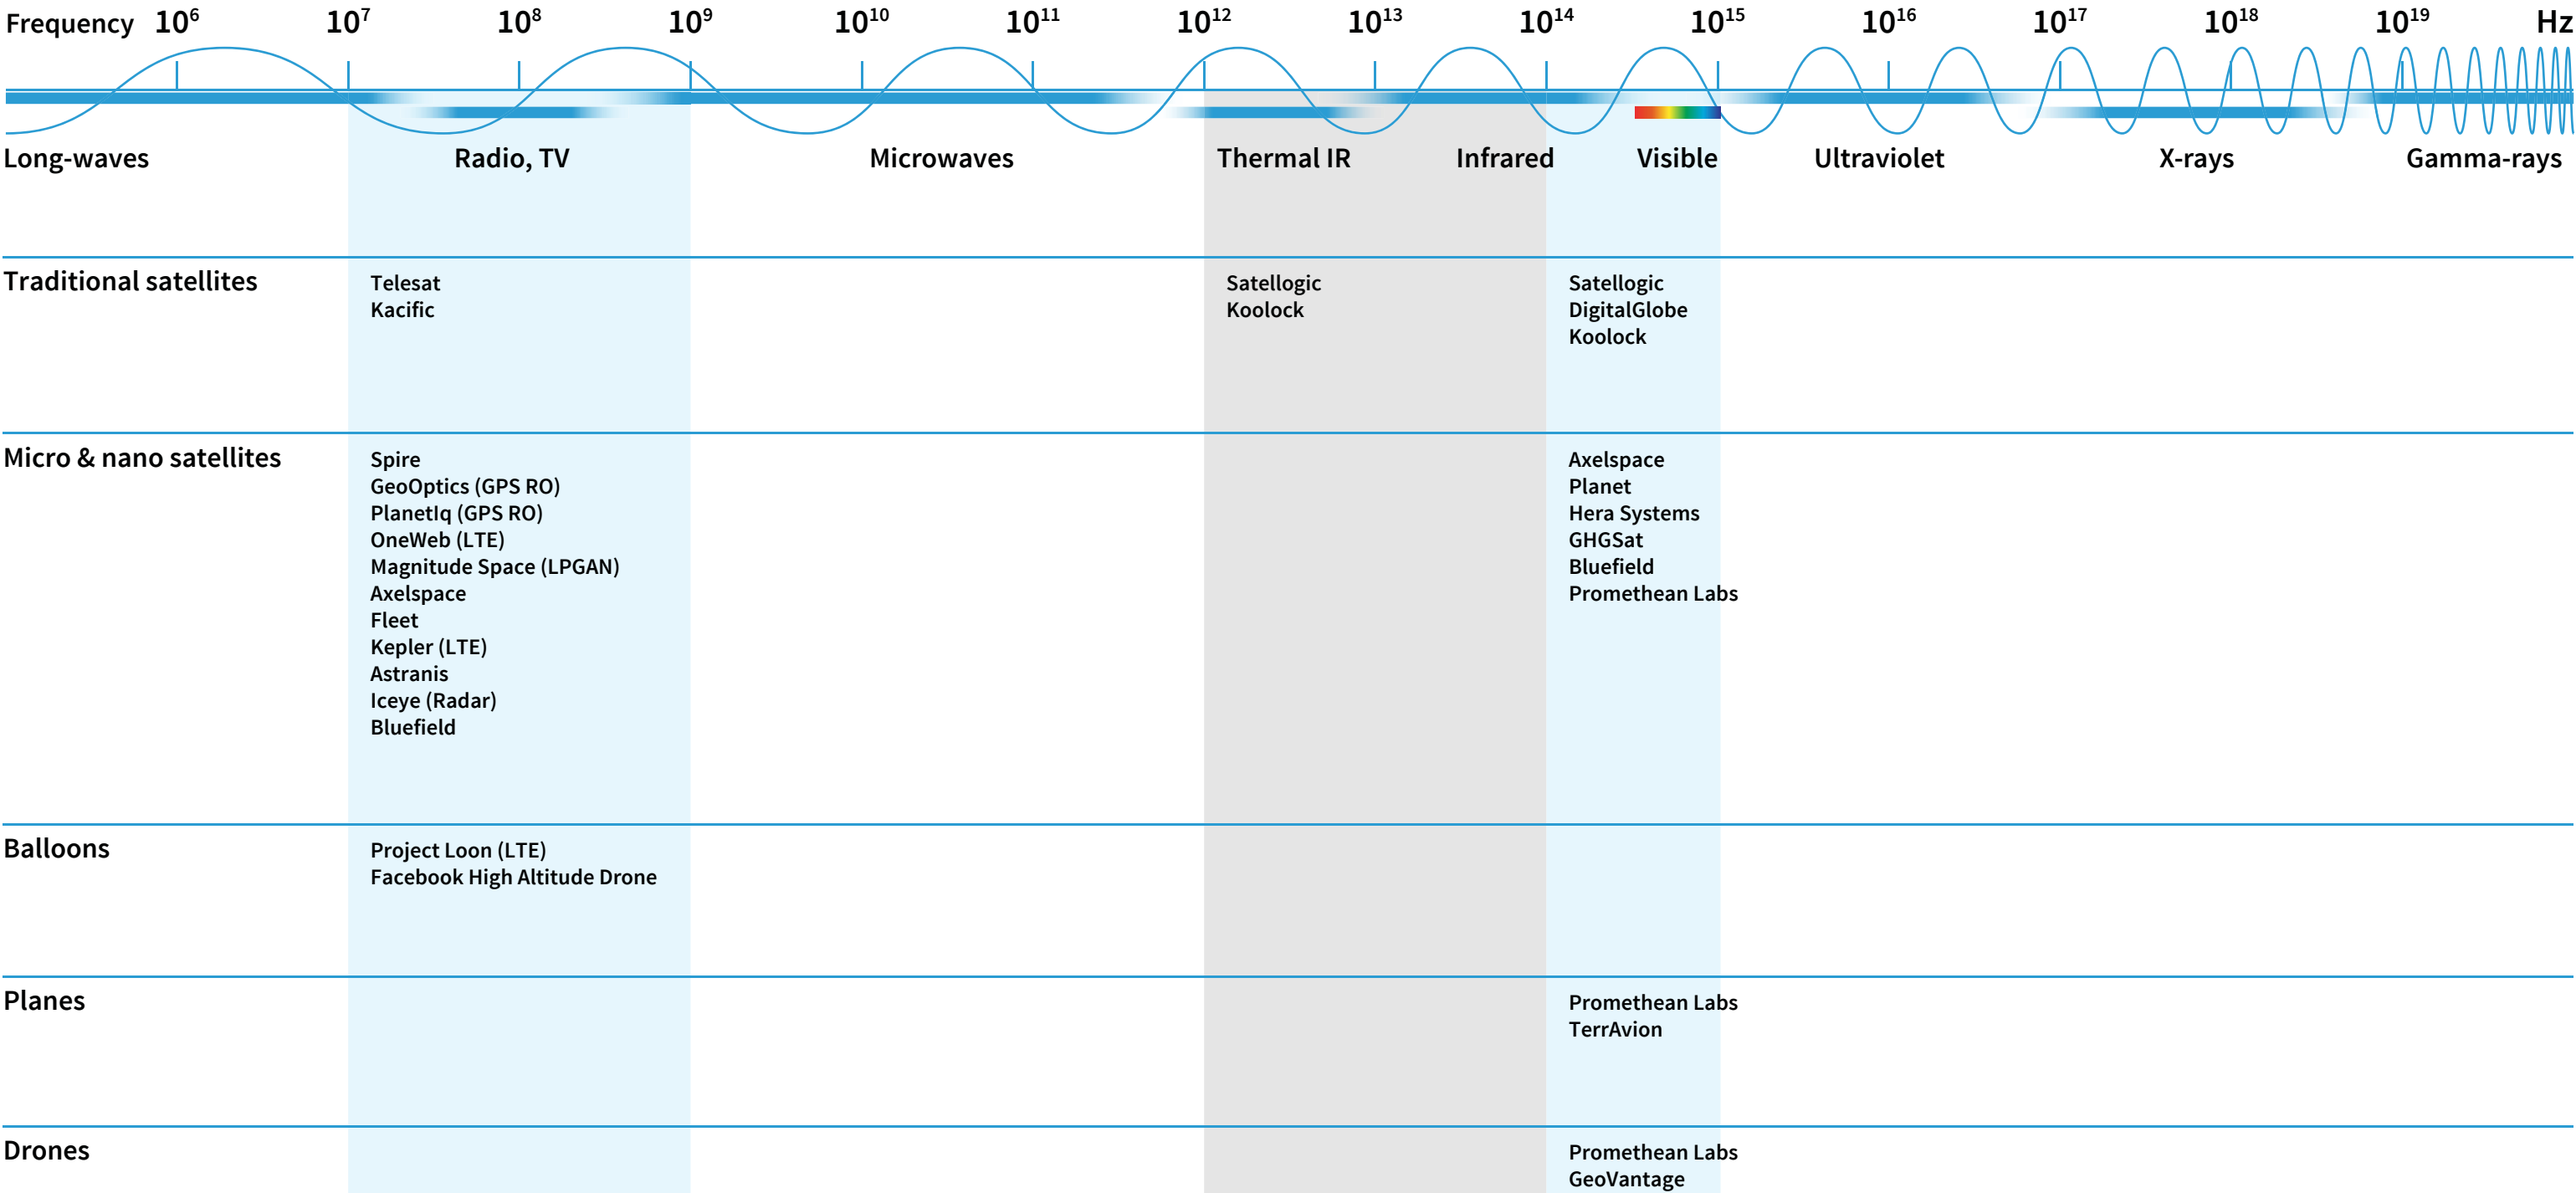 Frequency 10⁶ 10⁷ 10⁸ 10⁹ 10¹⁰ 10¹¹ 10¹² 10¹³ 10¹⁴ 10¹⁵ 10¹⁶ 10¹⁷ 10¹⁸ 10¹⁹ Hz
Long-waves Radio, TV Microwaves Thermal IR Infrared Visible Ultraviolet X-rays Gamma-rays
Traditional satellites
Telesat
Kacific
Satellogic
Koolock
Satellogic
DigitalGlobe
Koolock
Micro & nano satellites
Spire
GeoOptics (GPS RO)
PlanetIq (GPS RO)
OneWeb (LTE)
Magnitude Space (LPGAN)
Axelspace
Fleet
Kepler (LTE)
Astranis
Iceye (Radar)
Bluefield
Axelspace
Planet
Hera Systems
GHGSat
Bluefield
Promethean Labs
Balloons
Project Loon (LTE)
Facebook High Altitude Drone
Planes
Promethean Labs
TerrAvion
Drones
Promethean Labs
GeoVantage